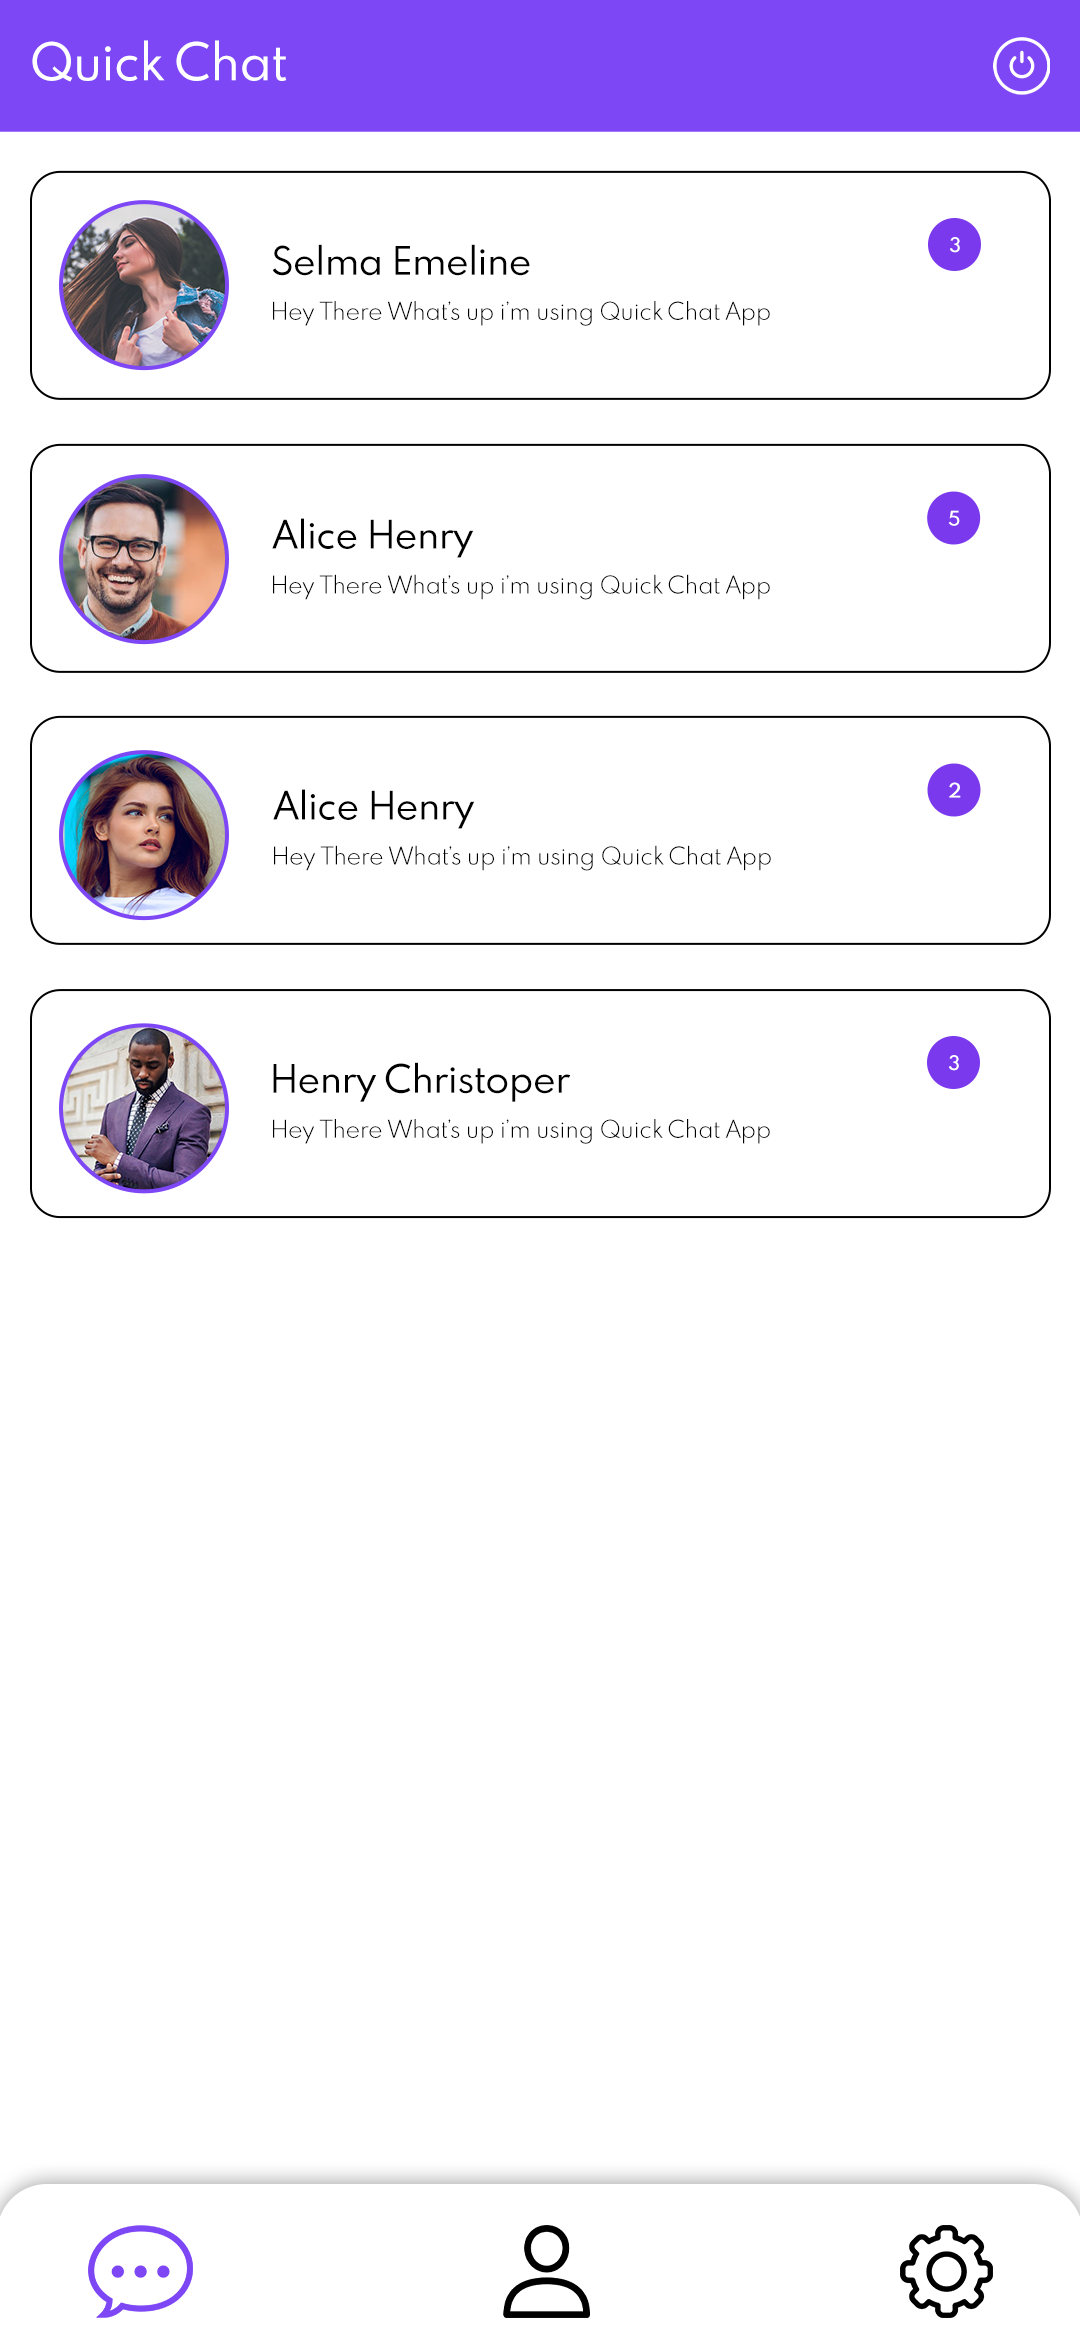 Quick Chat
Selma Emeline
3
Hey There What's up i'm using Quick Chat App
Alice Henry
5
Hey There What's up i'm using Quick Chat App
Alice Henry
2
Hey There What's up i'm using Quick Chat App
Henry Christoper
3
Hey There What's up i'm using Quick Chat App